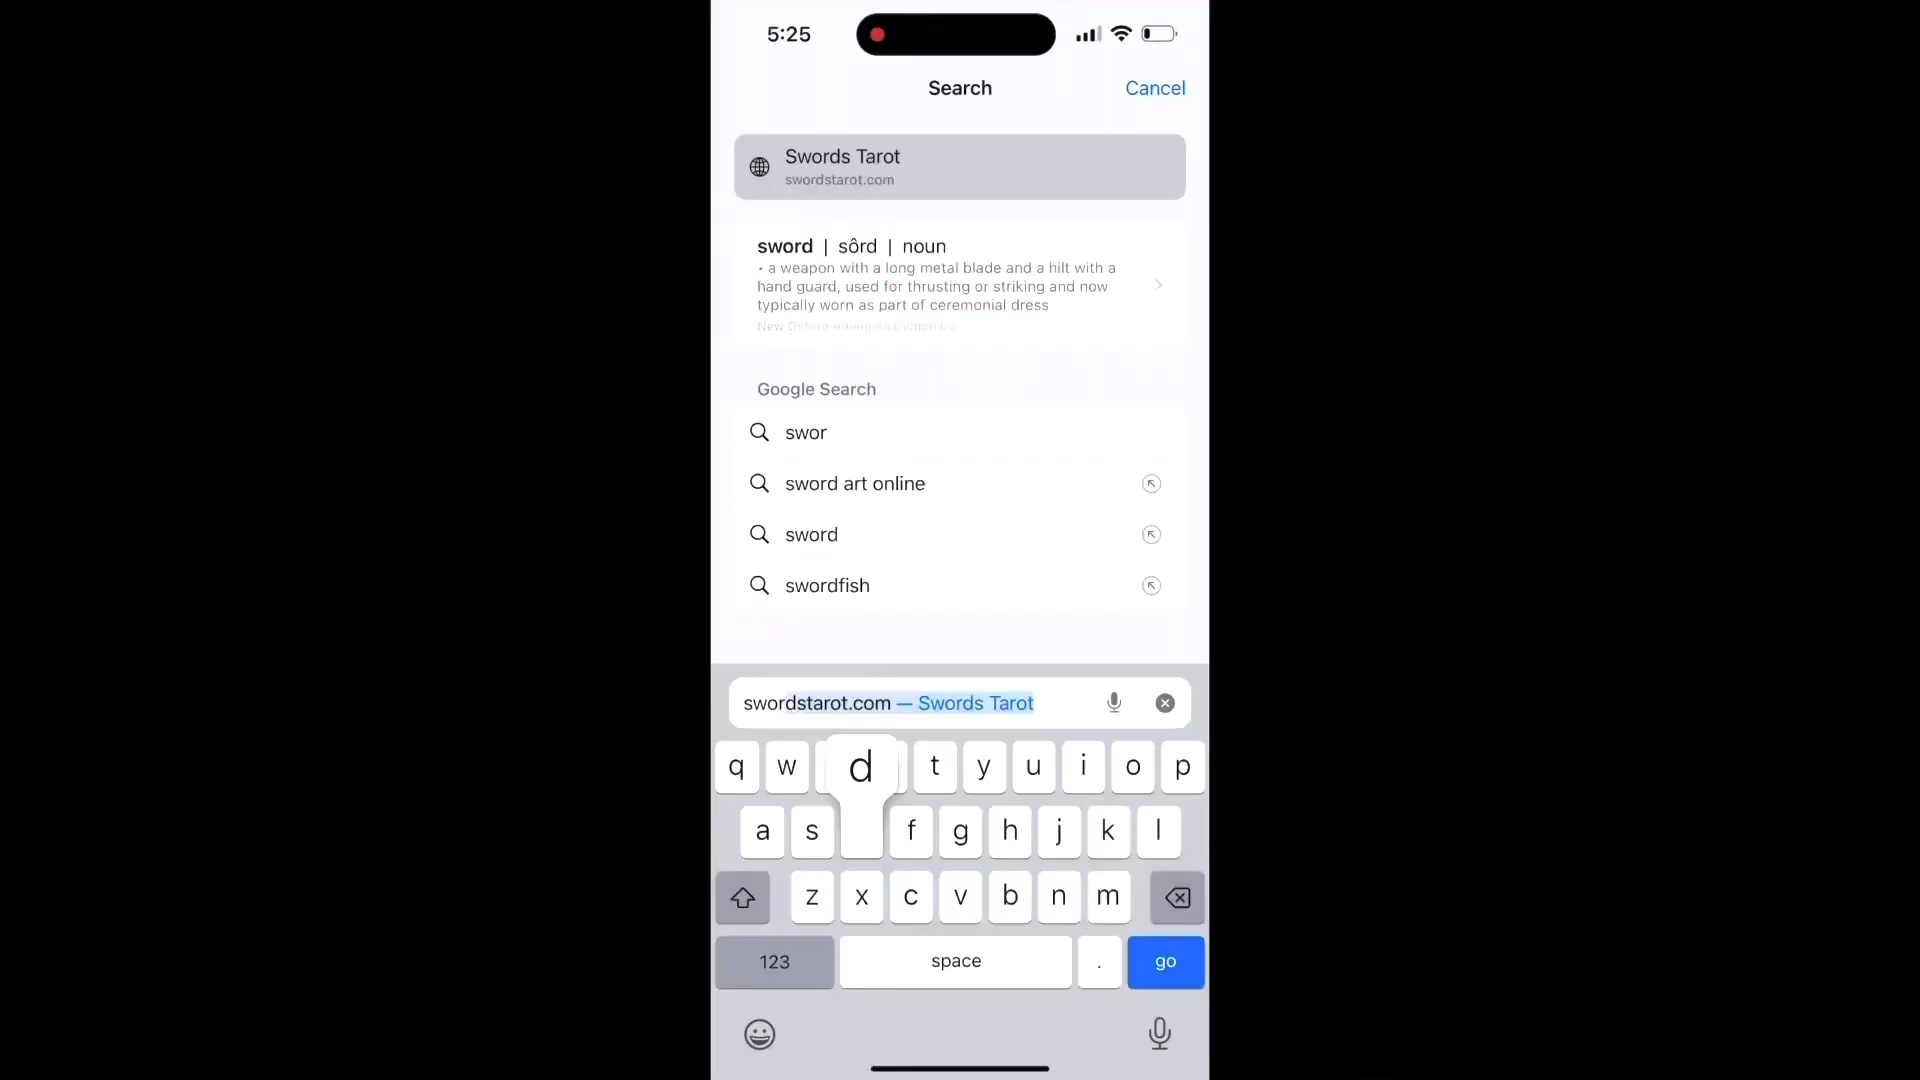 5:25
Search
Cancel
Swords Tarot
swordstarot.com
sword | sôrd | noun
• a weapon with a long metal blade and a hilt with a
hand guard, used for thrusting or striking and now
typically worn as part of ceremonial dress
New Oxford American Dictionary
Google Search
swor
sword art online
sword
swordfish
swordstarot.com — Swords Tarot
q w d t y u i o p
a s f g h j k l
z x c v b n m
123 space . go